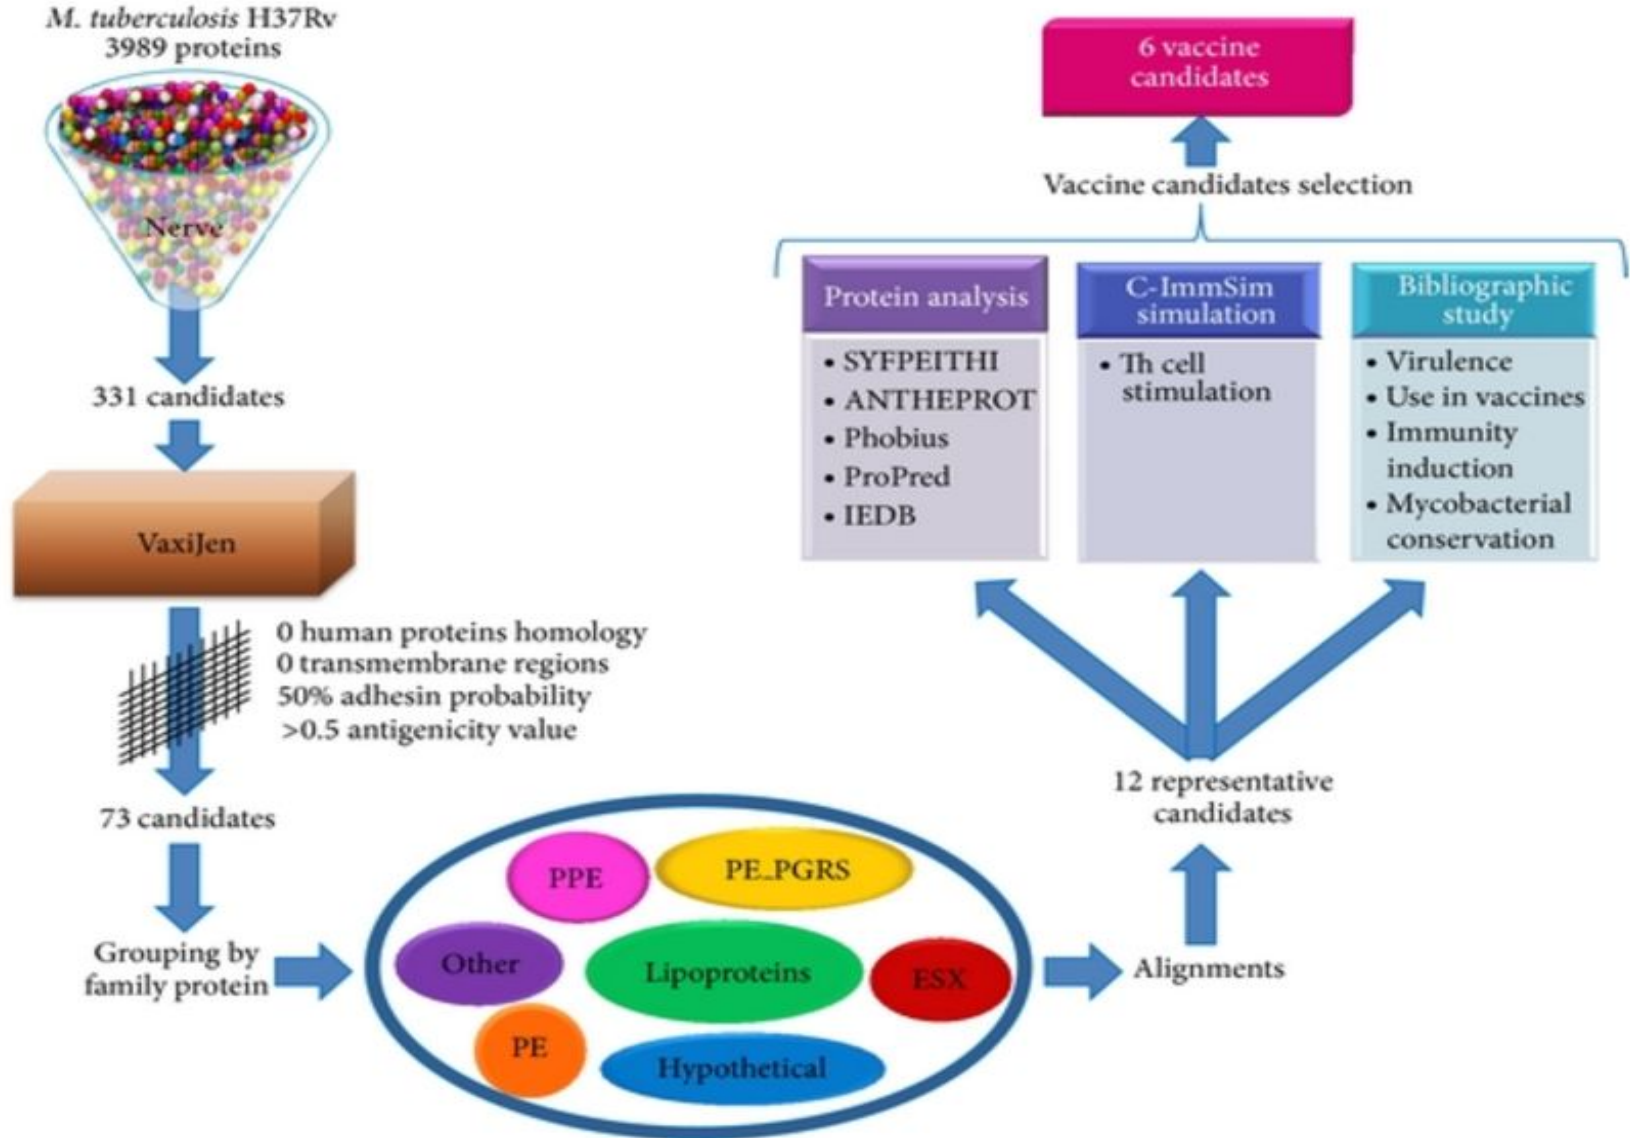 M. tuberculosis H37Rv
3989 proteins
Nerve
331 candidates
VaxiJen
0 human proteins homology
0 transmembrane regions
50% adhesin probability
>0.5 antigenicity value
73 candidates
Grouping by
family protein
PPE
PE_PGRS
Other
Lipoproteins
ESX
PE
Hypothetical
Alignments
12 representative
candidates
Protein analysis
• SYFPEITHI
• ANTHEPROT
• Phobius
• ProPred
• IEDB
C-ImmSim
simulation
• Th cell
stimulation
Bibliographic
study
• Virulence
• Use in vaccines
• Immunity
induction
• Mycobacterial
conservation
Vaccine candidates selection
6 vaccine
candidates